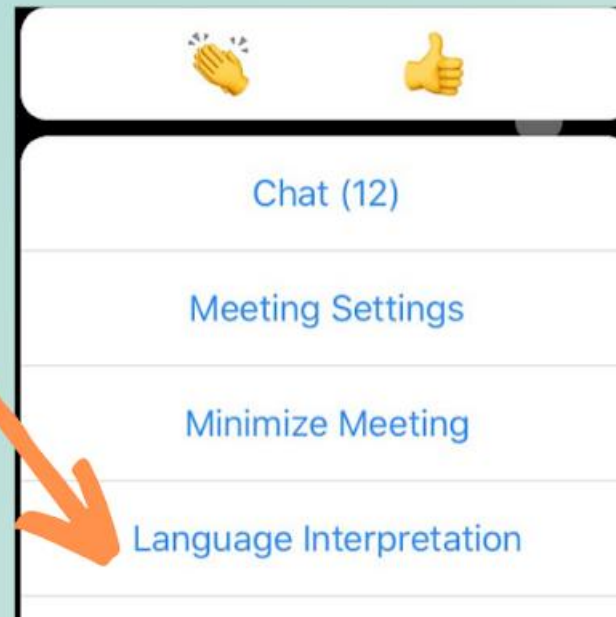 Chat (12)
Meeting Settings
Minimize Meeting
Language Interpretation